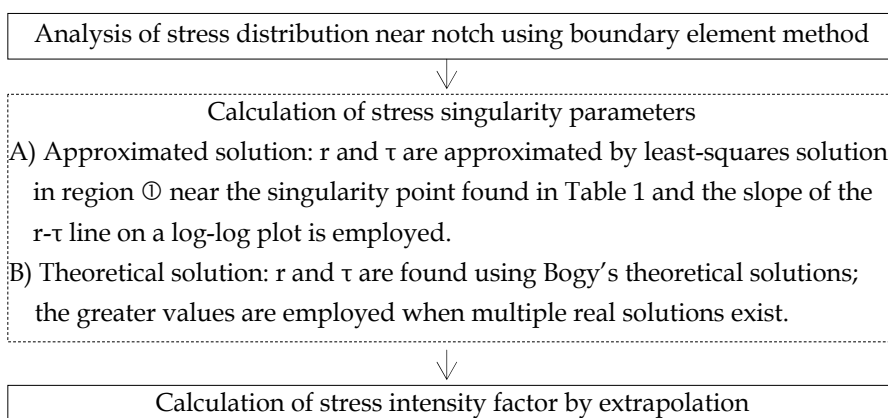 Analysis of stress distribution near notch using boundary element method
Calculation of stress singularity parameters
A) Approximated solution: r and τ are approximated by least-squares solution
in region ① near the singularity point found in Table 1 and the slope of the
r-τ line on a log-log plot is employed.
B) Theoretical solution: r and τ are found using Bogy’s theoretical solutions;
the greater values are employed when multiple real solutions exist.
Calculation of stress intensity factor by extrapolation